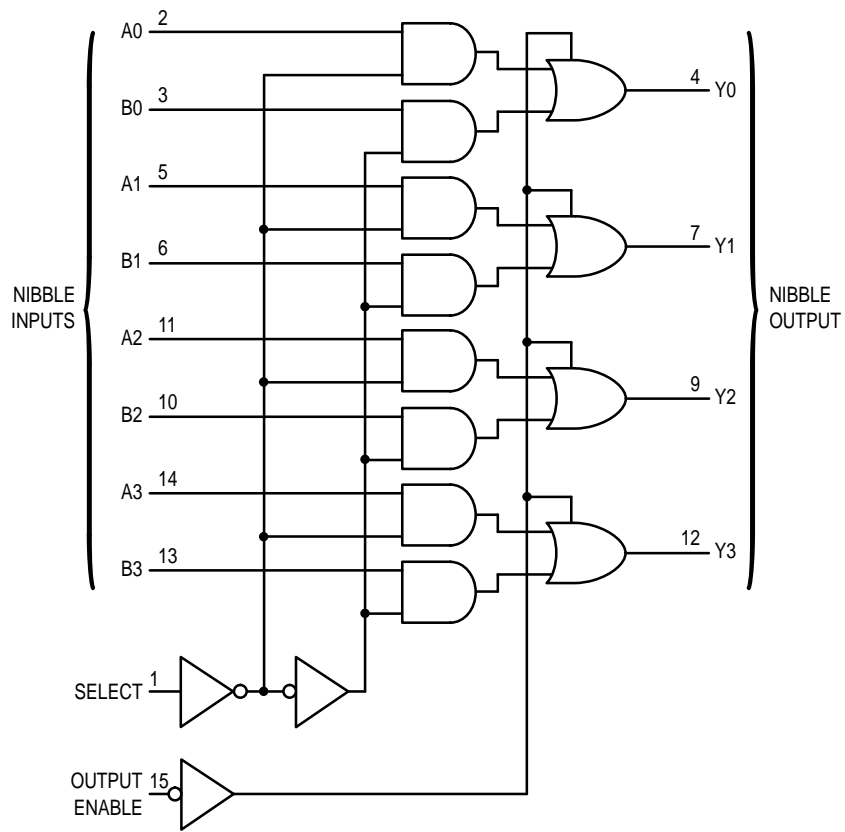 A0 2
B0 3
A1 5
B1 6
A2 11
B2 10
A3 14
B3 13
NIBBLE
INPUTS
4 Y0
7 Y1
9 Y2
12 Y3
NIBBLE
OUTPUT
SELECT 1
OUTPUT 15
ENABLE